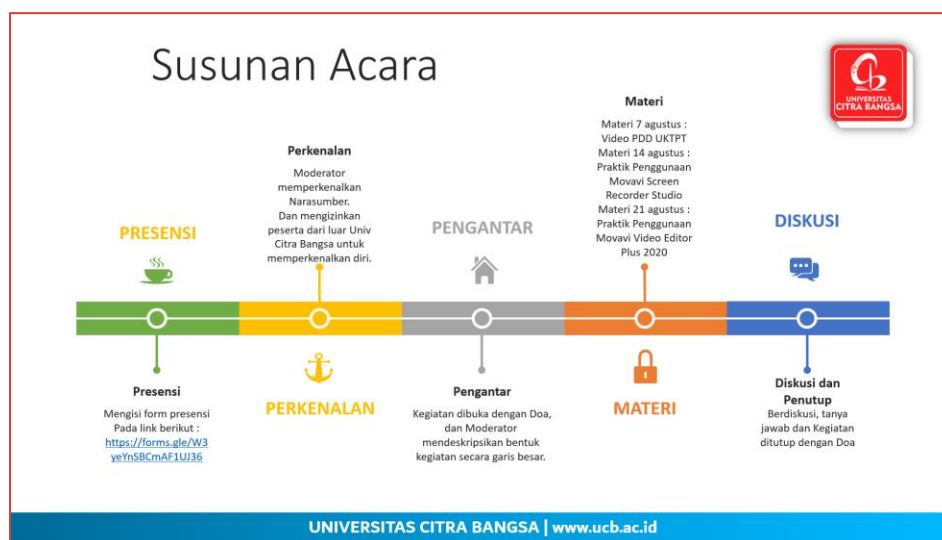 Susunan Acara
UNIVERSITAS
CITRA BANGSA
PRESENSI
Presensi
Mengisi form presensi
Pada link berikut :
https://forms.gle/W3
yeYnSBCmAF1UJ36
Perkenalan
Moderator
memperkenalkan
Narasumber.
Dan mengizinkan
peserta dari luar Univ
Citra Bangsa untuk
memperkenalkan diri.
PERKENALAN
PENGANTAR
Pengantar
Kegiatan dibuka dengan Doa,
dan Moderator
mendeskripsikan bentuk
kegiatan secara garis besar.
Materi
Materi 7 agustus :
Video PDD UKTPT
Materi 14 agustus :
Praktik Penggunaan
Movavi Screen
Recorder Studio
Materi 21 agustus :
Praktik Penggunaan
Movavi Video Editor
Plus 2020
MATERI
DISKUSI
Diskusi dan
Penutup
Berdiskusi, tanya
jawab dan Kegiatan
ditutup dengan Doa
UNIVERSITAS CITRA BANGSA | www.ucb.ac.id